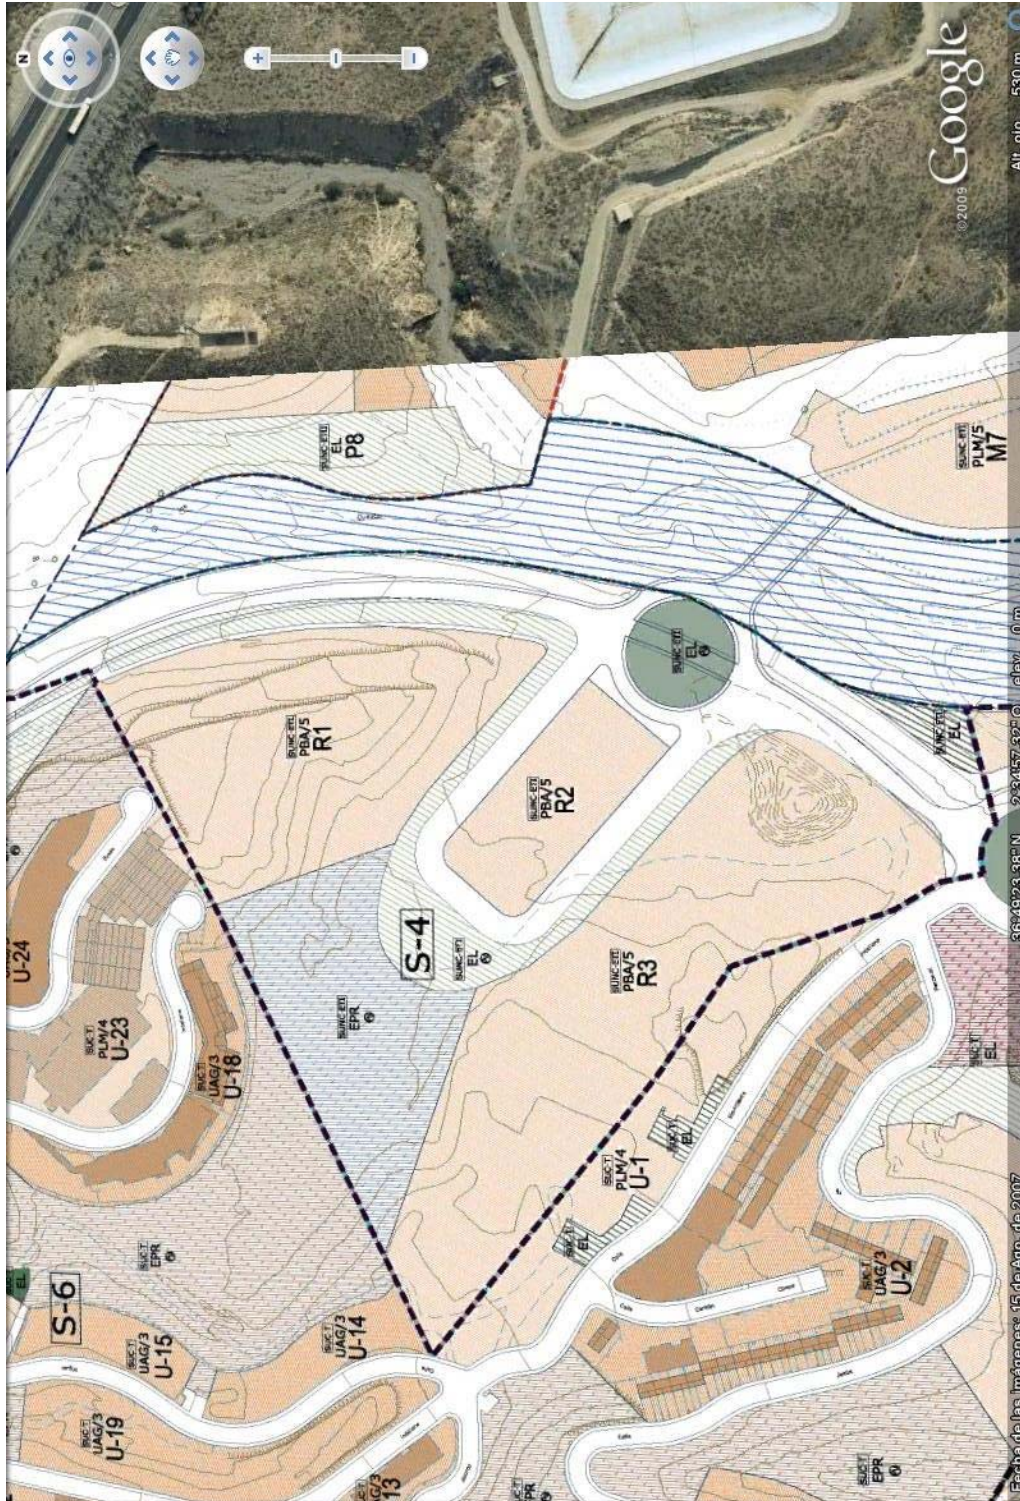 N
©2009 Google
Alt. ojo 530 m
SUNC-ETI
EL
P8
SUNC-ETI
PLM/5
M7
SUNC-ETI
EL
SUNC-ETI
EL
SUNC-ETI
PBA/5
R1
SUNC-ETI
PBA/5
R2
S-4
SUNC-ETI
EL
SUNC-ETI
PBA/5
R3
SUNC-ETI
EPR
U-24
SUC-T
PLM/4
U-23
SUC-T
UAG/3
U-18
SUC-T
EL
SUC-T
EL
SUC-T
PLM/4
U-1
SUC-T
EL
SUC-T
UAG/3
U-2
SUC-T
EPR
EL
S-6
SUC-T
UAG/3
U-15
SUC-T
UAG/3
U-14
UAG/3
U-19
13
SUC-T
EPR
Calle
Fecha de las imágenes: 15 de Ago. de 2007
36°49'23.38" N
2°34'57.32" O
elev. 0 m